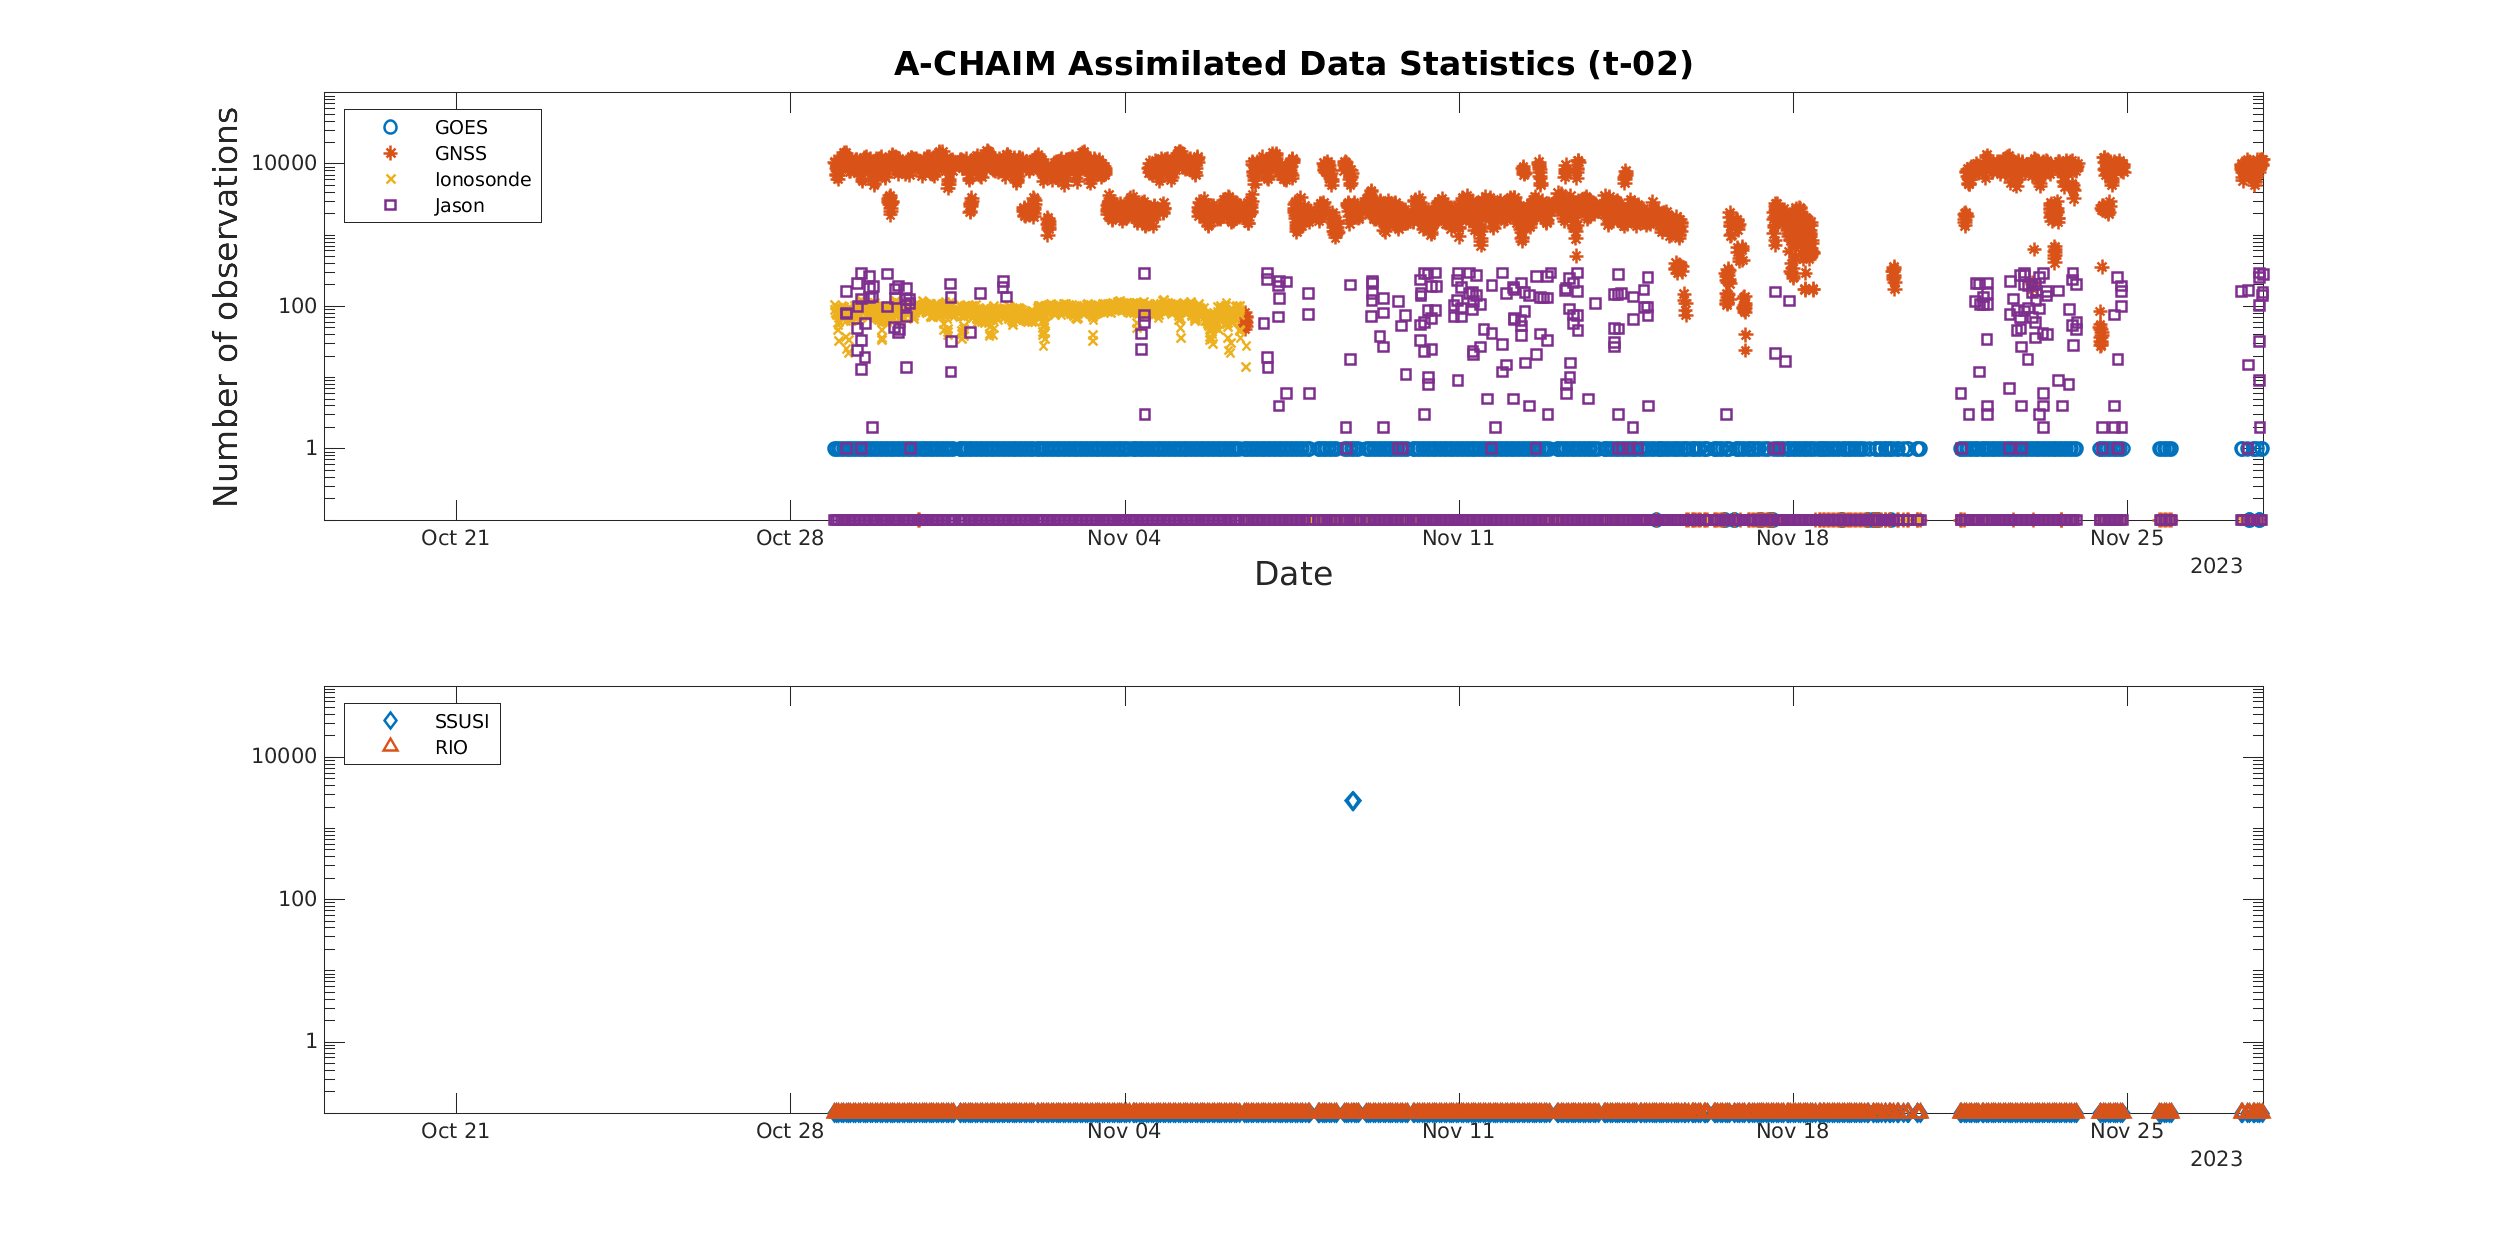 A-CHAIM Assimilated Data Statistics (t-02)
Number of observations
GOES
GNSS
Ionosonde
Jason
10000
100
1
Oct 21 Oct 28 Nov 04 Nov 11 Nov 18 Nov 25
2023
Date
SSUSI
RIO
10000
100
1
Oct 21 Oct 28 Nov 04 Nov 11 Nov 18 Nov 25
2023